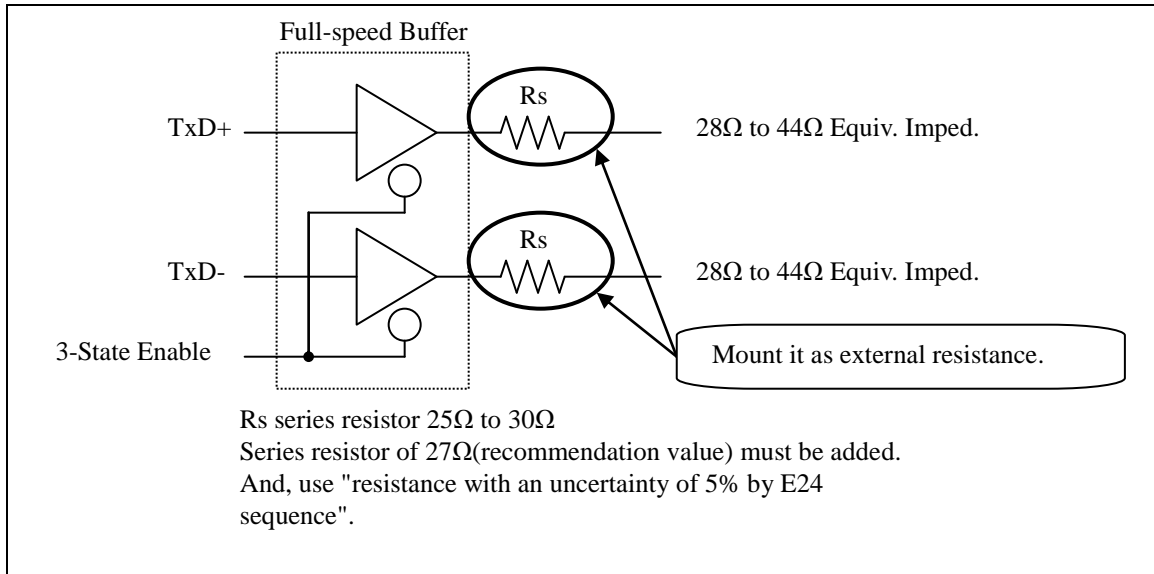 Full-speed Buffer
Rs
TxD+
28Ω to 44Ω Equiv. Imped.
Rs
TxD-
28Ω to 44Ω Equiv. Imped.
3-State Enable
Mount it as external resistance.
Rs series resistor 25Ω to 30Ω
Series resistor of 27Ω(recommendation value) must be added.
And, use "resistance with an uncertainty of 5% by E24
sequence".